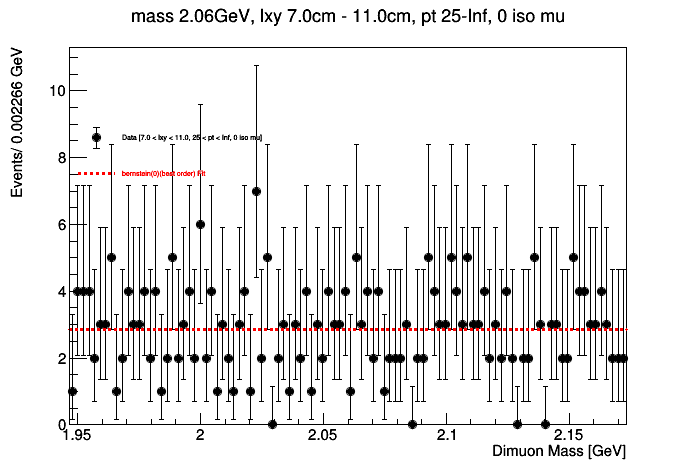 mass 2.06GeV, lxy 7.0cm - 11.0cm, pt 25-Inf, 0 iso mu
Events/ 0.002266 GeV
10
8
6
4
2
0
Data [7.0 < lxy < 11.0, 25 < pt < Inf, 0 iso mu]
bernstein(0)(best order) Fit
1.95 2 2.05 2.1 2.15
Dimuon Mass [GeV]